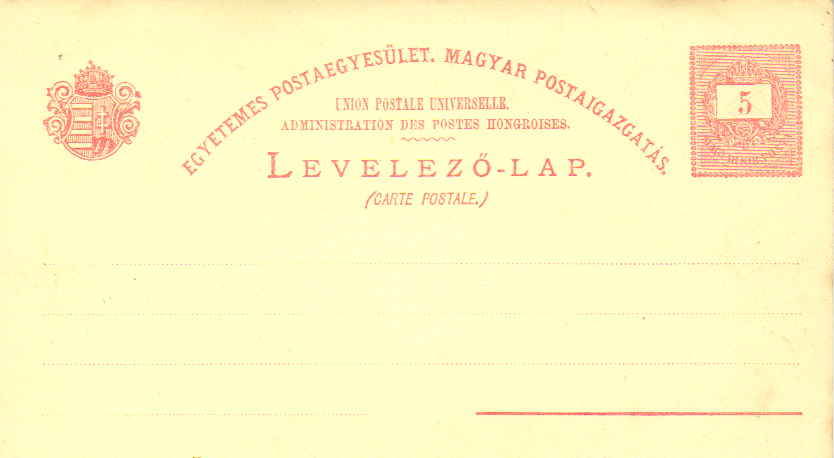 EGYETEMES POSTAEGYESÜLET. MAGYAR POSTAIGAZGATÁS.
UNION POSTALE UNIVERSELLE.
ADMINISTRATION DES POSTES HONGROISES.
LEVELEZŐ-LAP.
(CARTE POSTALE.)
5